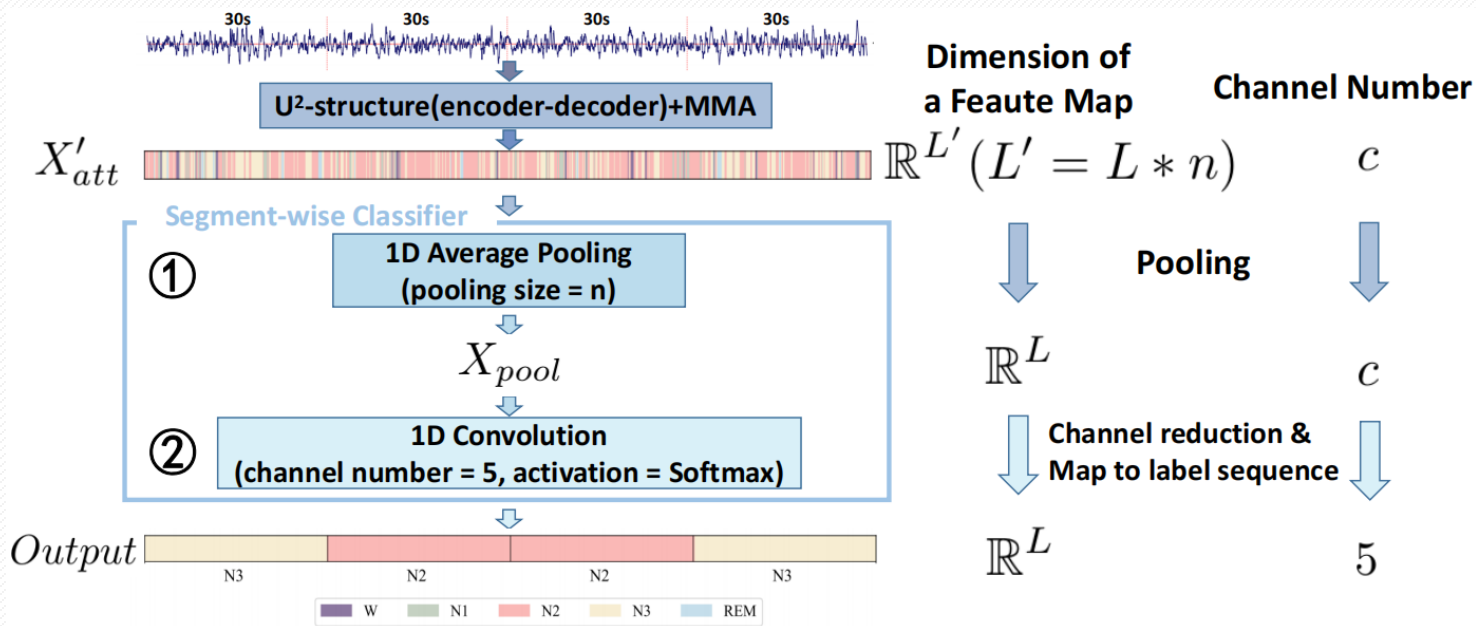 30s 30s 30s 30s
Dimension of
a Feaute Map
Channel Number
U²-structure(encoder-decoder)+MMA
X'_{att}
ℝ^{L'}(L' = L * n)
c
Segment-wise Classifier
①
1D Average Pooling
(pooling size = n)
Pooling
X_{pool}
ℝ^L
c
②
1D Convolution
(channel number = 5, activation = Softmax)
Channel reduction &
Map to label sequence
Output
ℝ^L
5
N3 N2 N2 N3
W N1 N2 N3 REM